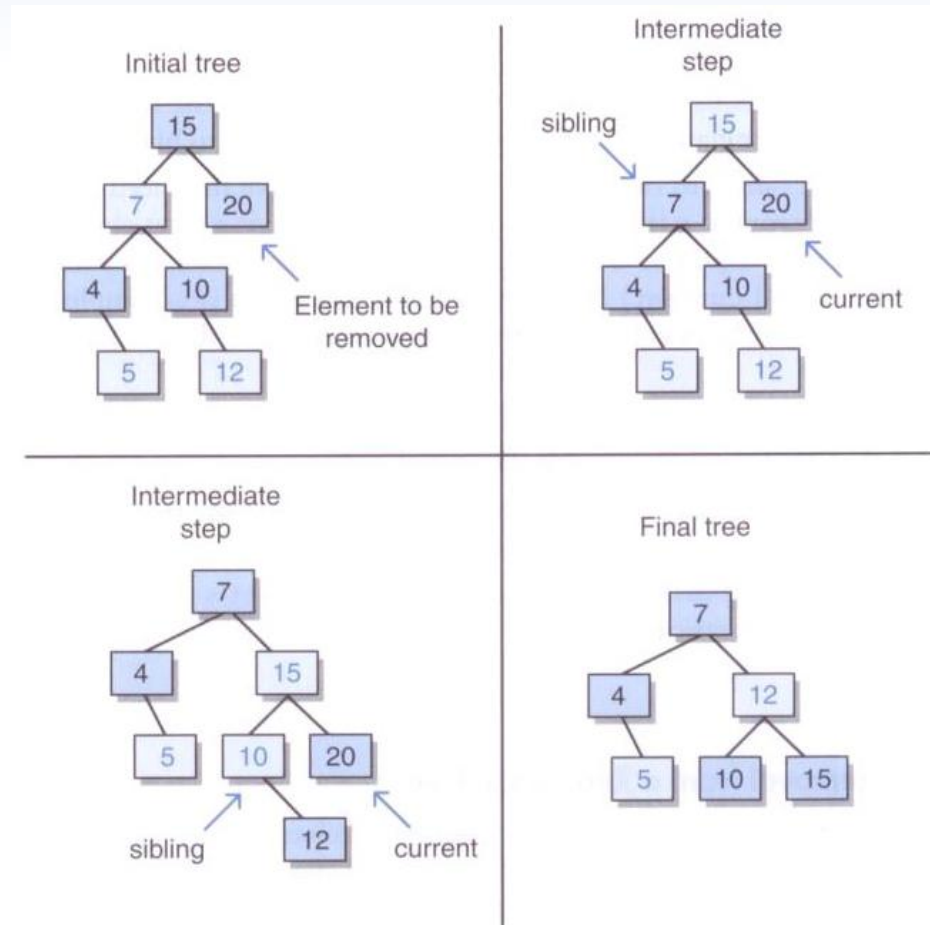 Initial tree
15
7
20
4
10
Element to be
removed
5
12
Intermediate
step
sibling
15
7
20
4
10
current
5
12
Intermediate
step
7
4
15
5
10
20
12
sibling
current
Final tree
7
4
12
5
10
15